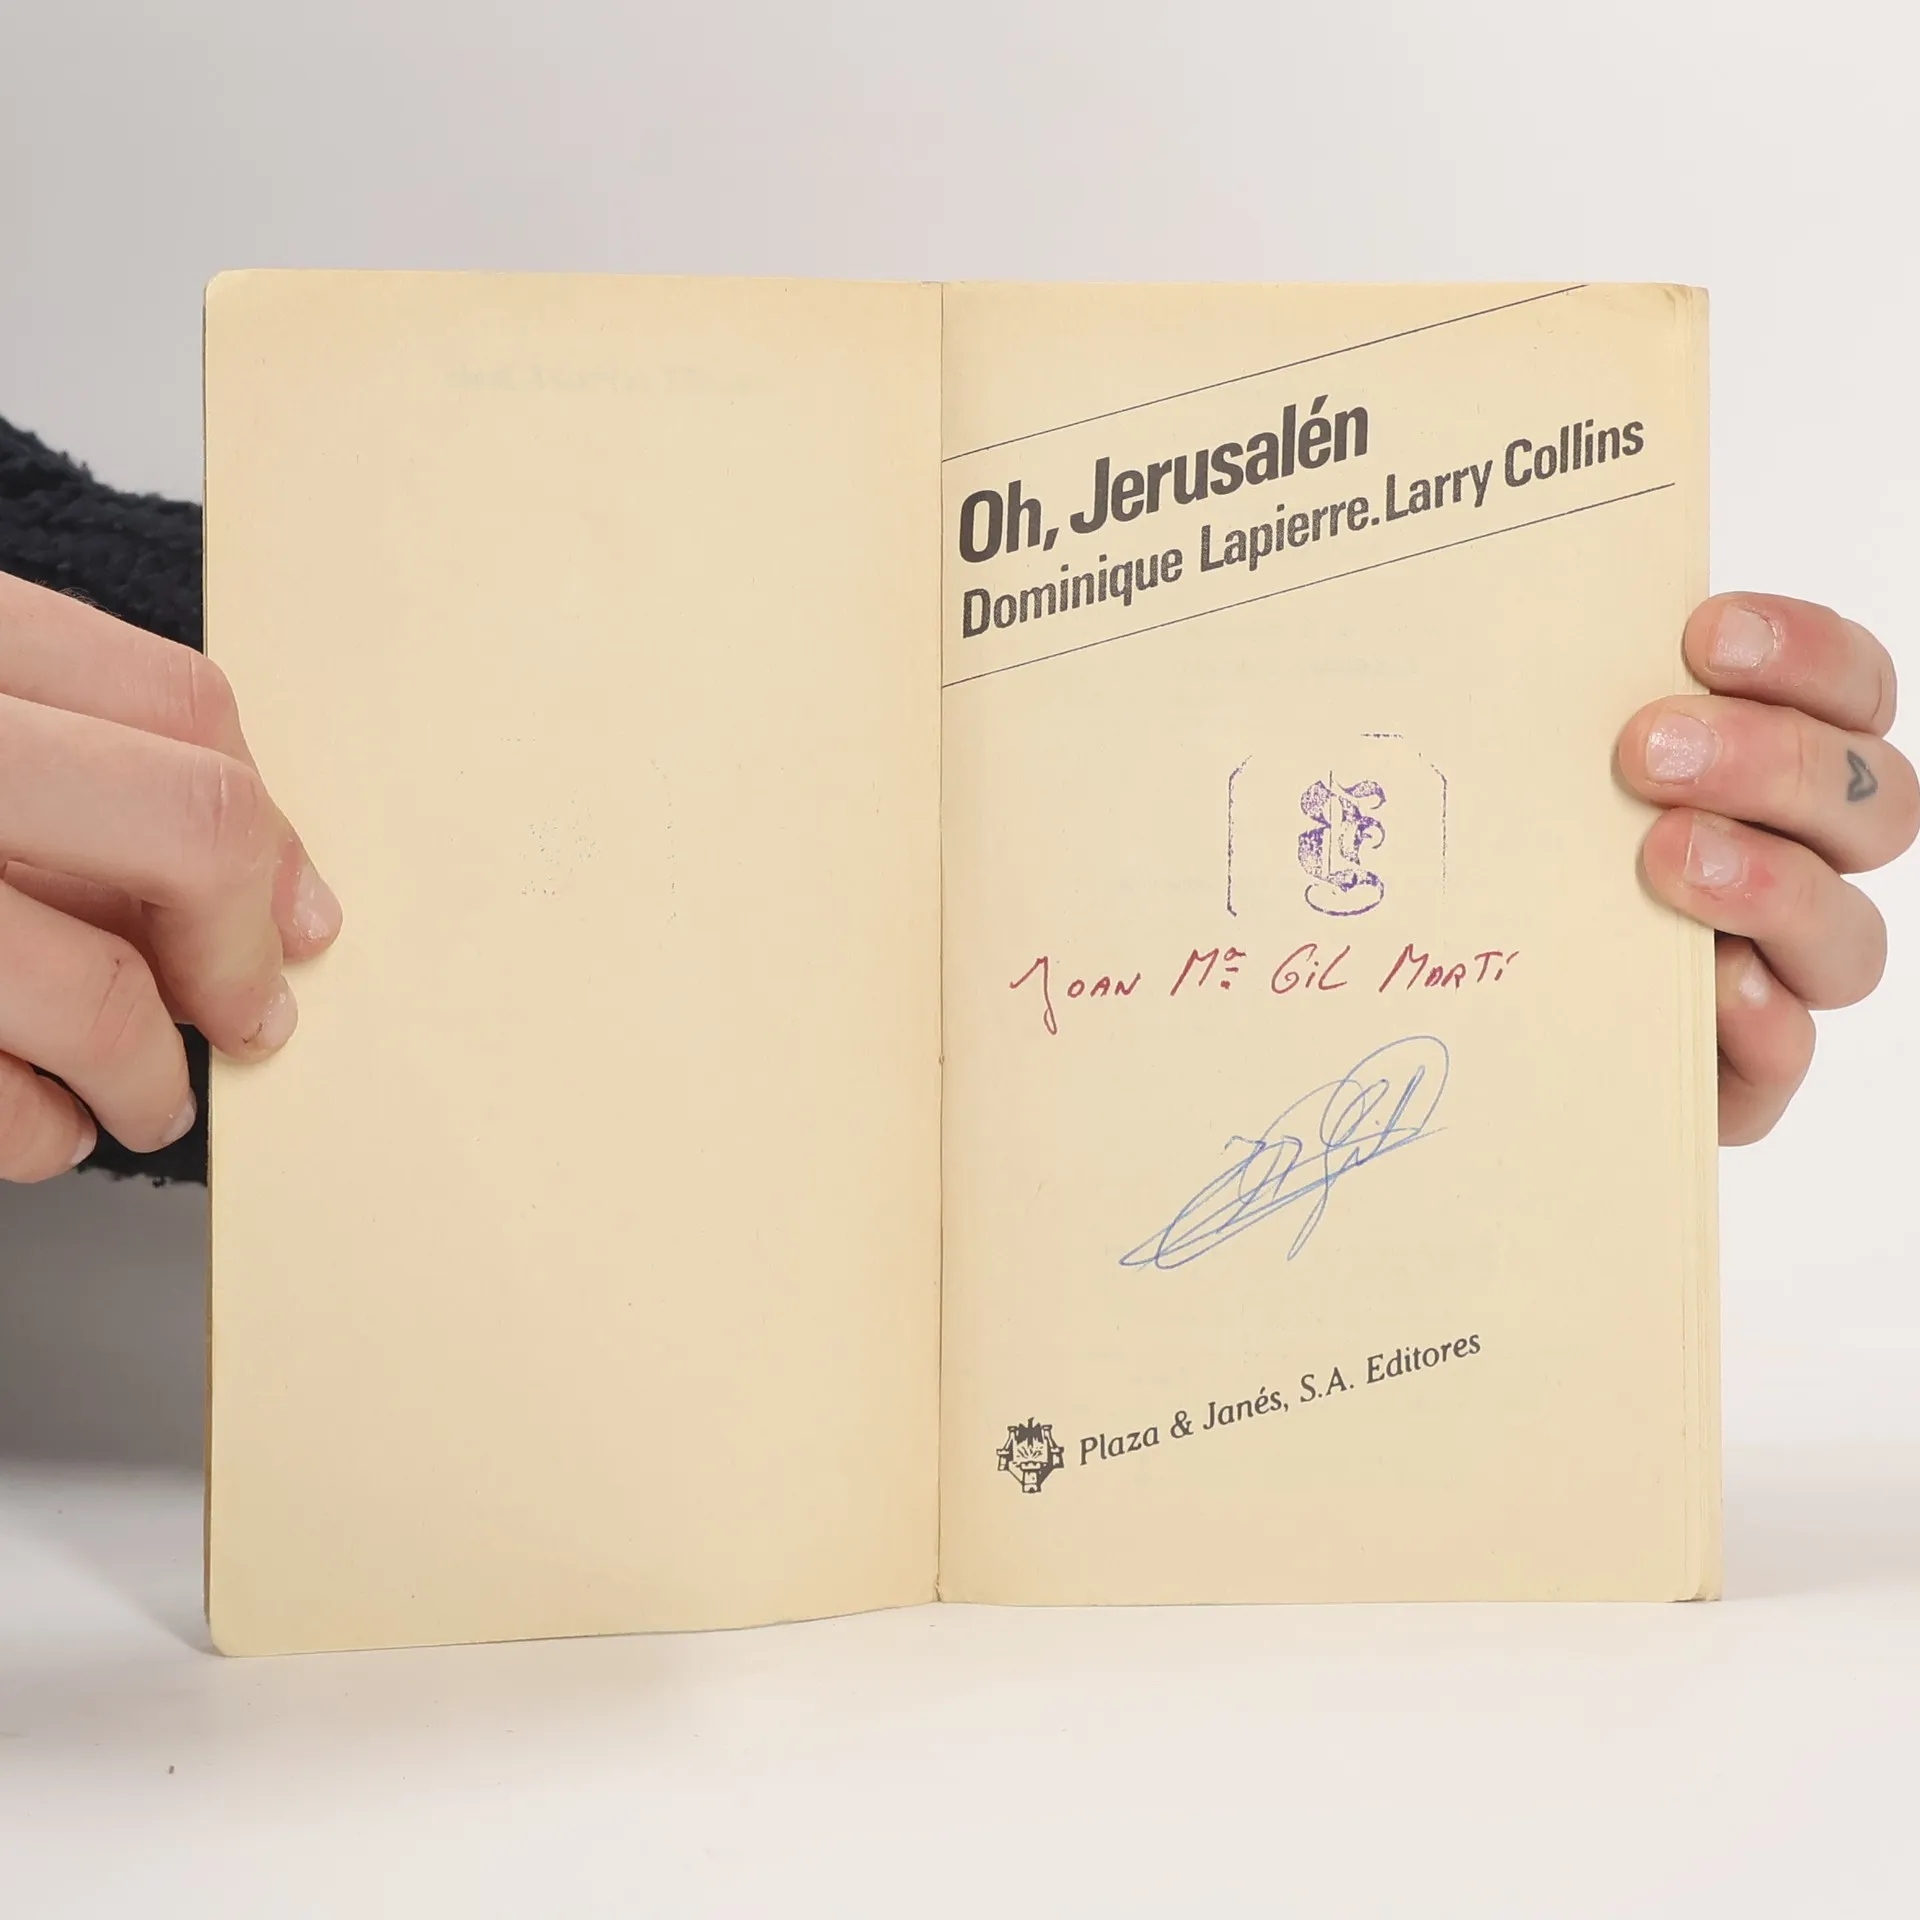 Oh, Jerusalén
Dominique Lapierre. Larry Collins
E
JOAN Mª GIL MARTÍ
Plaza & Janés, S.A. Editores